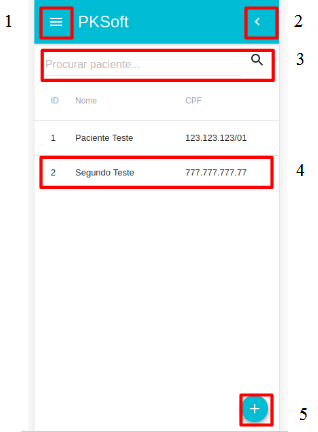 1
PKSoft
2
Procurar paciente...
3
ID Nome CPF
1 Paciente Teste 123.123.123/01
2 Segundo Teste 777.777.777.77
4
5